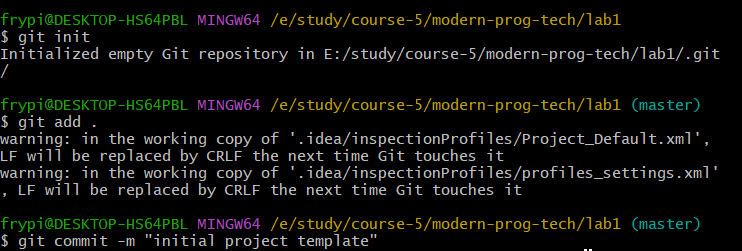 frypi@DESKTOP-HS64PBL MINGW64 /e/study/course-5/modern-prog-tech/lab1
$ git init
Initialized empty Git repository in E:/study/course-5/modern-prog-tech/lab1/.git
/
frypi@DESKTOP-HS64PBL MINGW64 /e/study/course-5/modern-prog-tech/lab1 (master)
$ git add .
warning: in the working copy of '.idea/inspectionProfiles/Project_Default.xml',
LF will be replaced by CRLF the next time Git touches it
warning: in the working copy of '.idea/inspectionProfiles/profiles_settings.xml'
, LF will be replaced by CRLF the next time Git touches it
frypi@DESKTOP-HS64PBL MINGW64 /e/study/course-5/modern-prog-tech/lab1 (master)
$ git commit -m "initial project template"